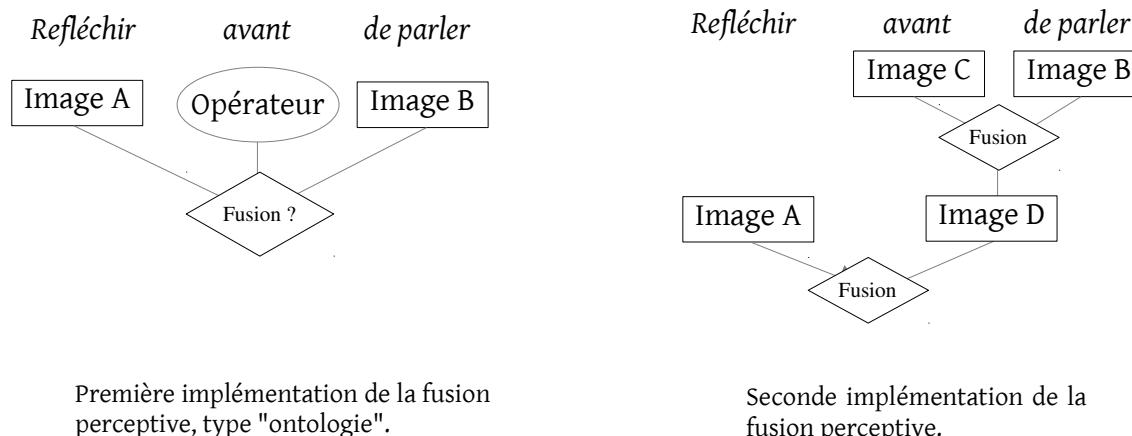 Refléchir avant de parler
Image A Opérateur Image B
Fusion ?
Première implémentation de la fusion
perceptive, type "ontologie".
Refléchir avant de parler
Image C Image B
Fusion
Image A Image D
Fusion
Seconde implémentation de la
fusion perceptive.